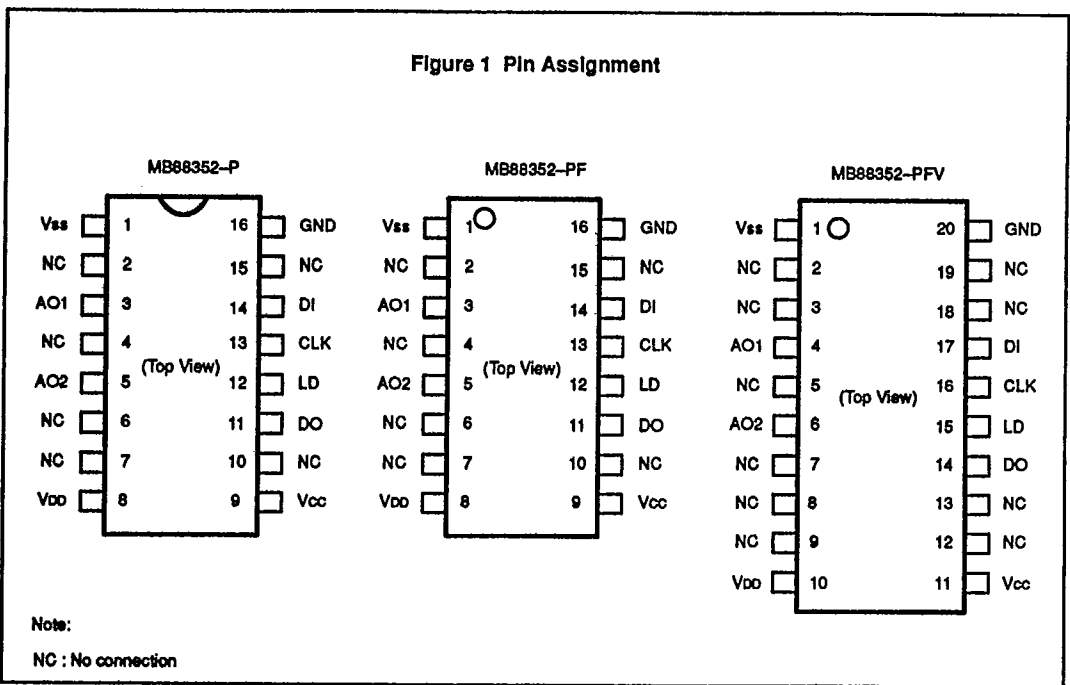 Figure 1 Pin Assignment
MB88352–P
Vss 1 16 GND
NC 2 15 NC
AO1 3 14 DI
NC 4 13 CLK
(Top View)
AO2 5 12 LD
NC 6 11 DO
NC 7 10 NC
VDD 8 9 Vcc
MB88352–PF
Vss 1 16 GND
NC 2 15 NC
AO1 3 14 DI
NC 4 13 CLK
(Top View)
AO2 5 12 LD
NC 6 11 DO
NC 7 10 NC
VDD 8 9 Vcc
MB88352–PFV
Vss 1 20 GND
NC 2 19 NC
NC 3 18 NC
AO1 4 17 DI
NC 5 16 CLK
(Top View)
AO2 6 15 LD
NC 7 14 DO
NC 8 13 NC
NC 9 12 NC
VDD 10 11 Vcc
Note:
NC : No connection